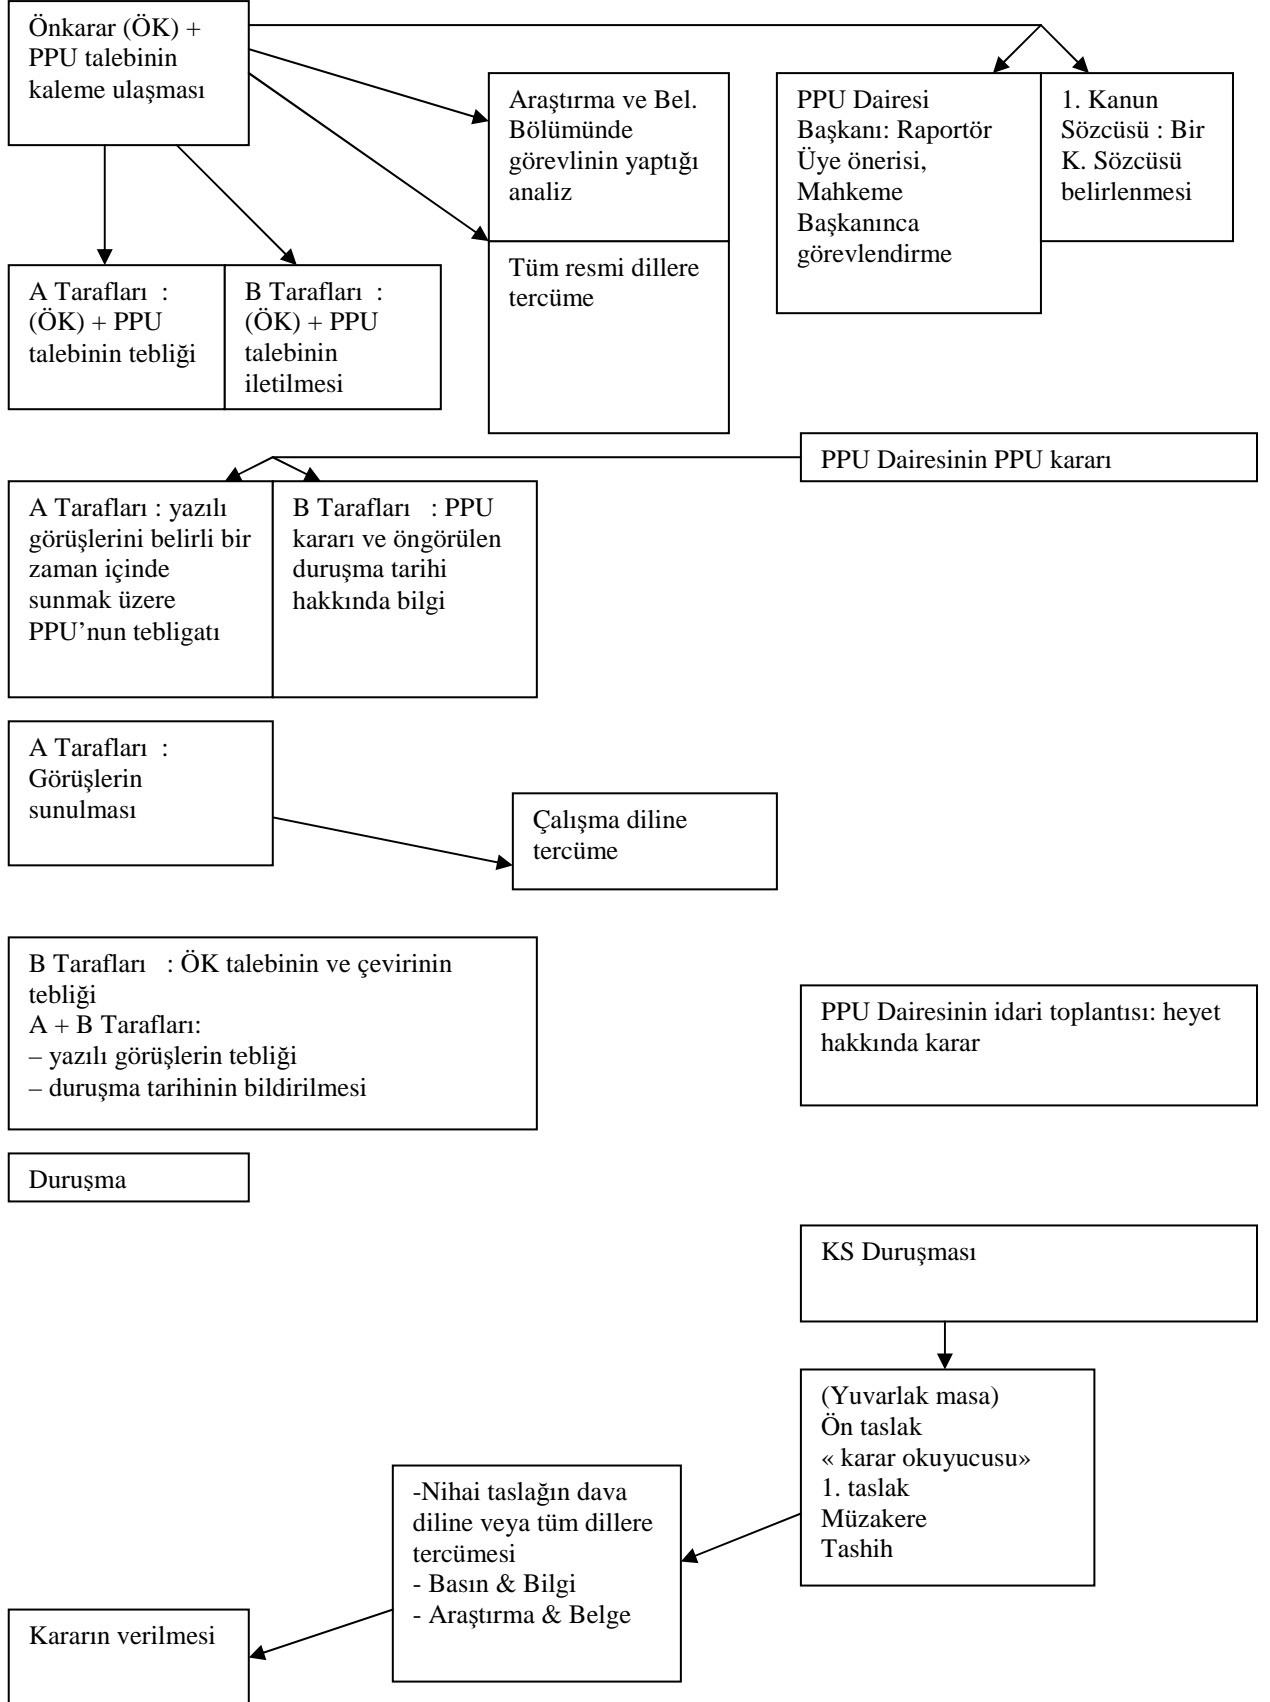 Önkarar (ÖK) +
PPU talebinin
kaleme ulaşması
Araştırma ve Bel.
Bölümünde
görevlinin yaptığı
analiz
PPU Dairesi
Başkanı: Raportör
Üye önerisi,
Mahkeme
Başkanınca
görevlendirme
1. Kanun
Sözcüsü : Bir
K. Sözcüsü
belirlenmesi
Tüm resmi dillere
tercüme
A Tarafları  :
(ÖK) + PPU
talebinin tebliği
B Tarafları  :
(ÖK) + PPU
talebinin
iletilmesi
PPU Dairesinin PPU kararı
A Tarafları : yazılı
görüşlerini belirli bir
zaman içinde
sunmak üzere
PPU’nun tebligatı
B Tarafları   : PPU
kararı ve öngörülen
duruşma tarihi
hakkında bilgi
A Tarafları  :
Görüşlerin
sunulması
Çalışma diline
tercüme
B Tarafları   : ÖK talebinin ve çevirinin
tebliği
A + B Tarafları:
– yazılı görüşlerin tebliği
– duruşma tarihinin bildirilmesi
PPU Dairesinin idari toplantısı: heyet
hakkında karar
Duruşma
KS Duruşması
(Yuvarlak masa)
Ön taslak
« karar okuyucusu»
1. taslak
Müzakere
Tashih
-Nihai taslağın dava
diline veya tüm dillere
tercümesi
- Basın & Bilgi
- Araştırma & Belge
Kararın verilmesi